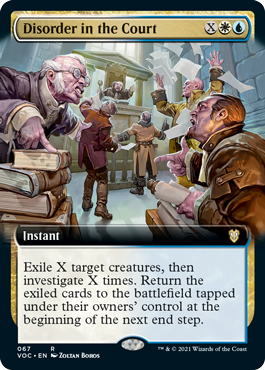 Disorder in the Court X
Instant
Exile X target creatures, then
investigate X times. Return the
exiled cards to the battlefield tapped
under their owners' control at the
beginning of the next end step.
067 R
VOC • EN Zoltan Boros ™ & © 2021 Wizards of the Coast